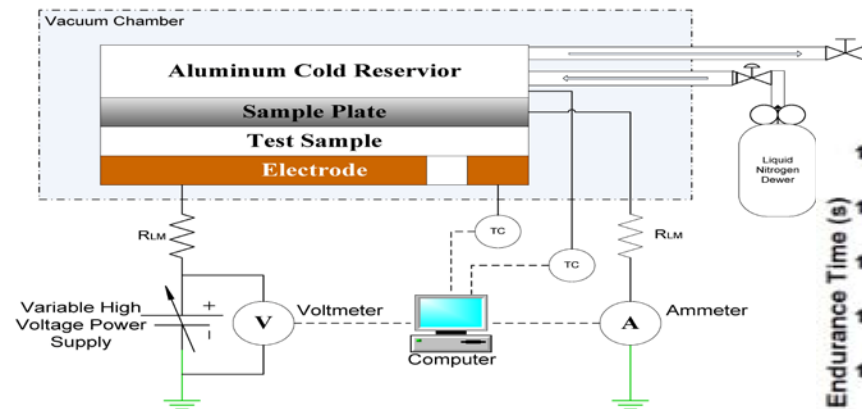 Vacuum Chamber
Aluminum Cold Reservior
Sample Plate
Test Sample
Electrode
Liquid
Nitrogen
Dewer
RLM
TC
TC
RLM
Variable High
Voltage Power
Supply
+
−
V
Voltmeter
Computer
A
Ammeter
Endurance Time (s)